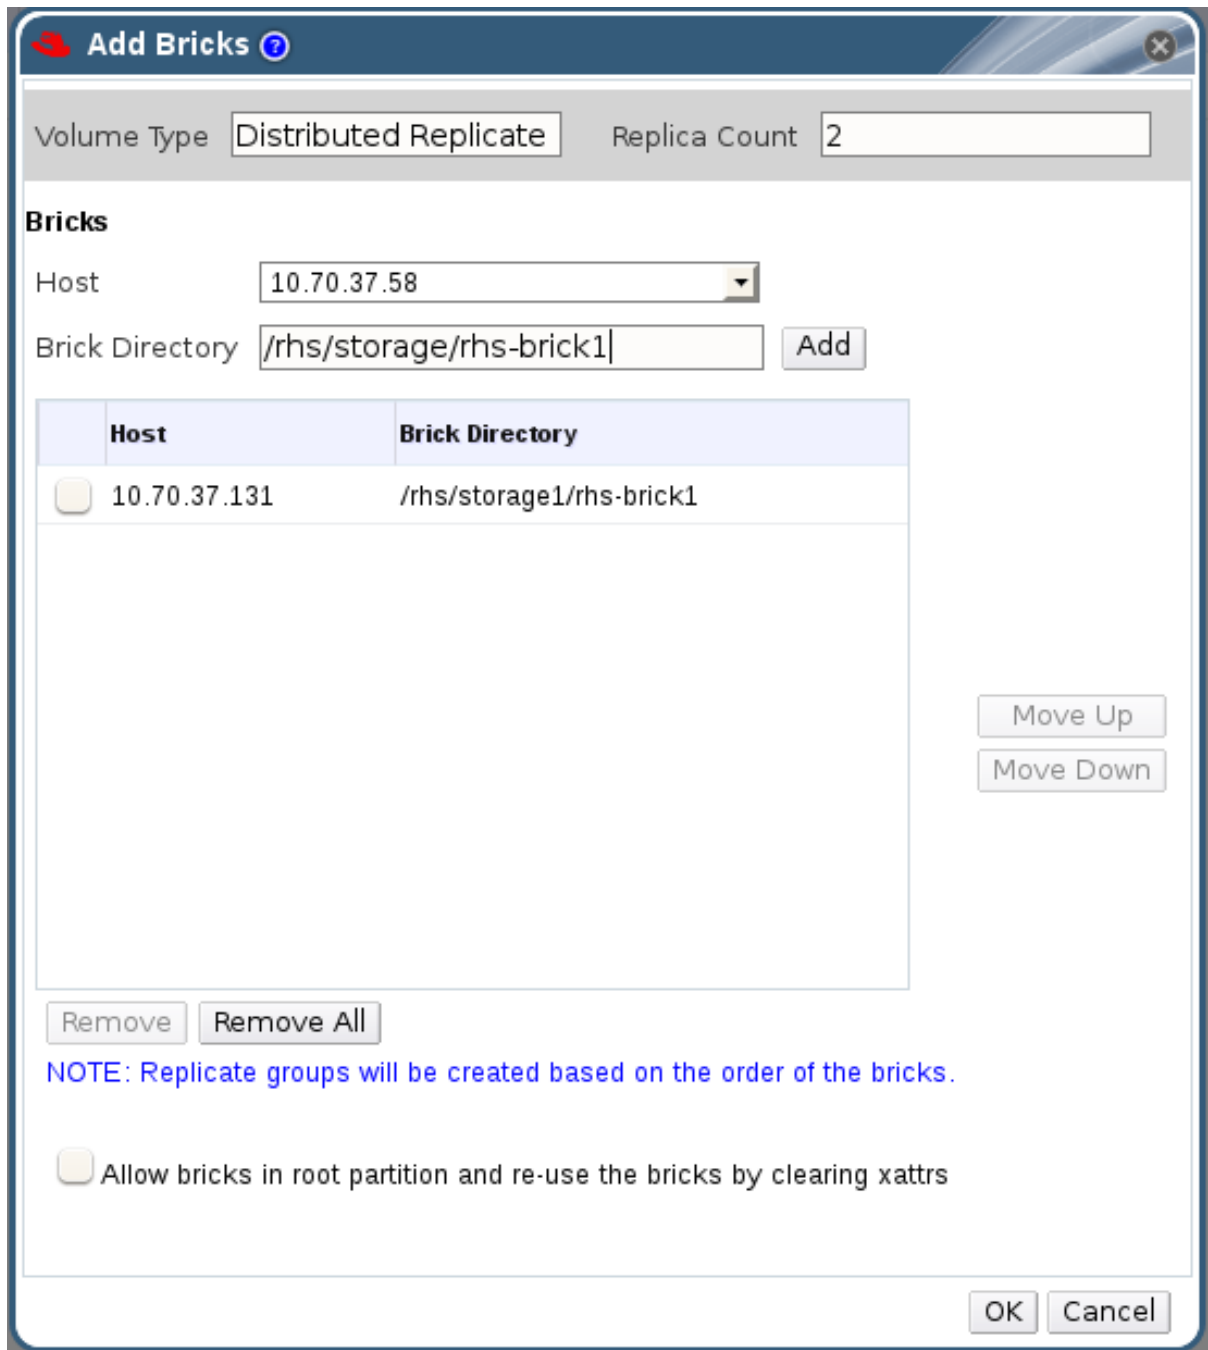 Add Bricks ?
Volume Type Distributed Replicate Replica Count 2
Bricks
Host 10.70.37.58
Brick Directory /rhs/storage/rhs-brick1 Add
Host Brick Directory
10.70.37.131 /rhs/storage1/rhs-brick1
Move Up
Move Down
Remove Remove All
NOTE: Replicate groups will be created based on the order of the bricks.
Allow bricks in root partition and re-use the bricks by clearing xattrs
OK Cancel